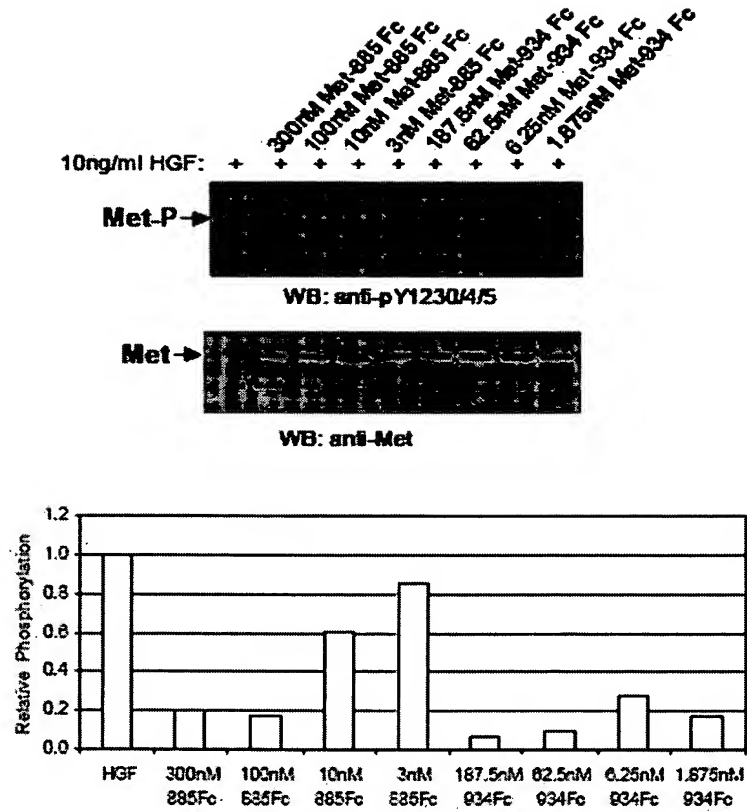 300nM Met-885 Fc
100nM Met-885 Fc
10nM Met-885 Fc
3nM Met-885 Fc
187.5nM Met-934 Fc
62.5nM Met-934 Fc
6.25nM Met-934 Fc
1.875nM Met-934 Fc
10ng/ml HGF: + + + + + + + + +
Met-P
WB: anti-pY1230/4/5
Met
WB: anti-Met
Relative Phosphorylation
1.2
1.0
0.8
0.6
0.4
0.2
0.0
HGF 300nM 100nM 10nM 3nM 187.5nM 62.5nM 6.25nM 1.875nM
885Fc 885Fc 885Fc 885Fc 934Fc 934Fc 934Fc 934Fc